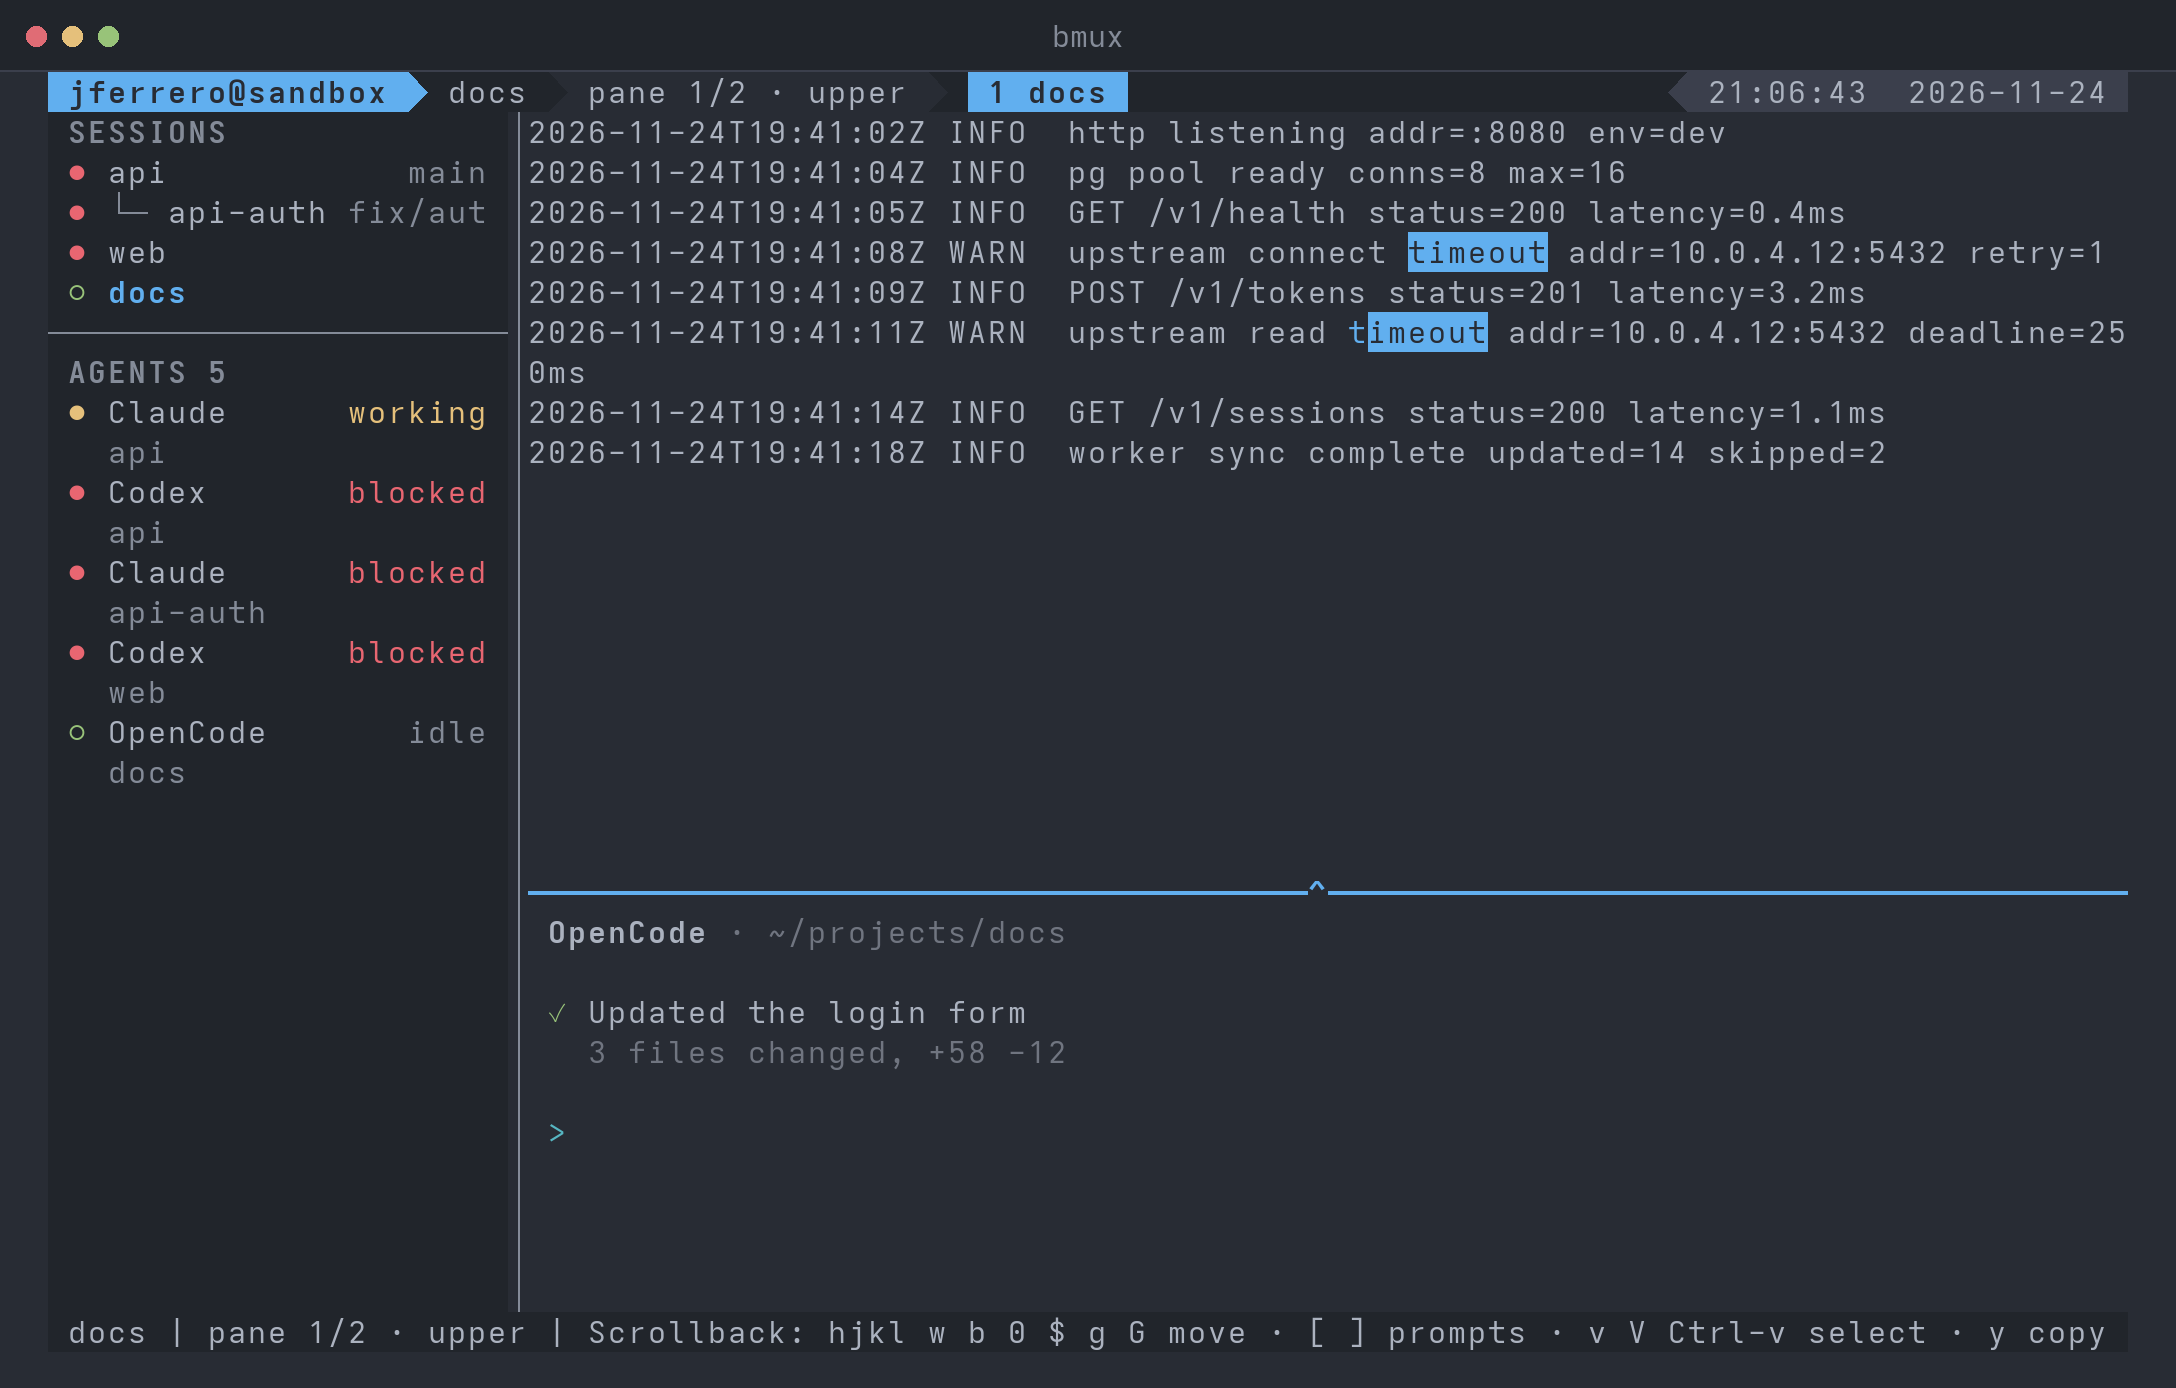 bmux
jferrero@sandbox docs pane 1/2 · upper 1 docs 21:06:43 2026-11-24
SESSIONS
● api main
● └─ api-auth fix/aut
● web
○ docs
AGENTS 5
● Claude working
api
● Codex blocked
api
● Claude blocked
api-auth
● Codex blocked
web
○ OpenCode idle
docs
2026-11-24T19:41:02Z INFO  http listening addr=:8080 env=dev
2026-11-24T19:41:04Z INFO  pg pool ready conns=8 max=16
2026-11-24T19:41:05Z INFO  GET /v1/health status=200 latency=0.4ms
2026-11-24T19:41:08Z WARN  upstream connect timeout addr=10.0.4.12:5432 retry=1
2026-11-24T19:41:09Z INFO  POST /v1/tokens status=201 latency=3.2ms
2026-11-24T19:41:11Z WARN  upstream read timeout addr=10.0.4.12:5432 deadline=25
0ms
2026-11-24T19:41:14Z INFO  GET /v1/sessions status=200 latency=1.1ms
2026-11-24T19:41:18Z INFO  worker sync complete updated=14 skipped=2
^
OpenCode · ~/projects/docs
✓ Updated the login form
3 files changed, +58 -12
>
docs | pane 1/2 · upper | Scrollback: hjkl w b 0 $ g G move · [ ] prompts · v V Ctrl-v select · y copy